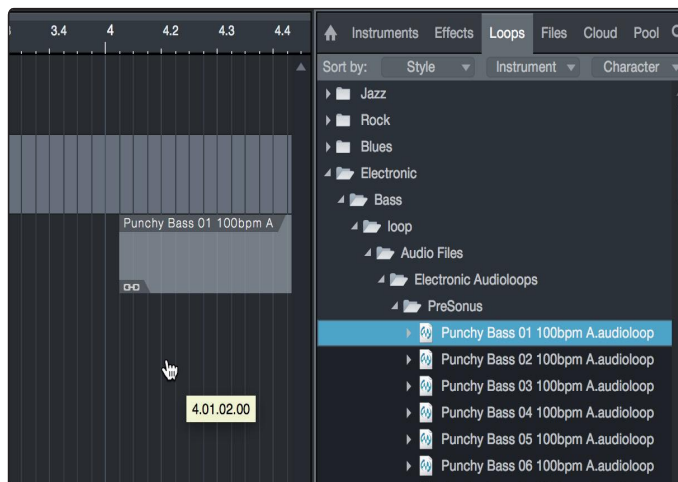 3.4 4 4.2 4.3 4.4
Punchy Bass 01 100bpm A
4.01.02.00
Instruments Effects Loops Files Cloud Pool
Sort by: Style Instrument Character
Jazz
Rock
Blues
Electronic
Bass
loop
Audio Files
Electronic Audioloops
PreSonus
Punchy Bass 01 100bpm A.audioloop
Punchy Bass 02 100bpm A.audioloop
Punchy Bass 03 100bpm A.audioloop
Punchy Bass 04 100bpm A.audioloop
Punchy Bass 05 100bpm A.audioloop
Punchy Bass 06 100bpm A.audioloop